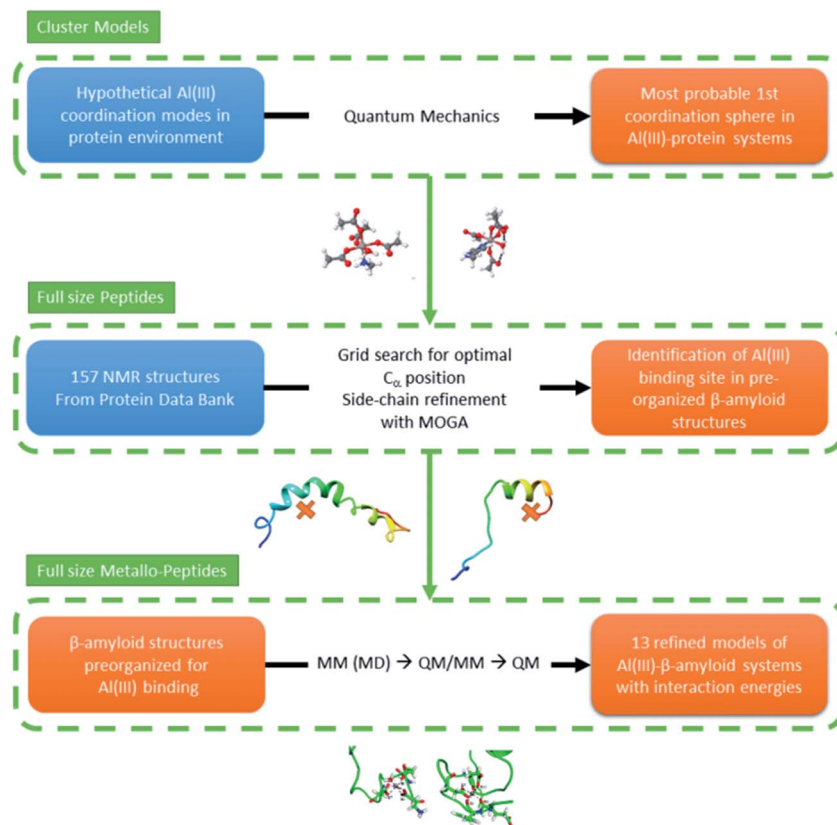 Cluster Models
Hypothetical Al(III)
coordination modes in
protein environment
Quantum Mechanics
Most probable 1st
coordination sphere in
Al(III)-protein systems
Full size Peptides
157 NMR structures
From Protein Data Bank
Grid search for optimal
Cα position
Side-chain refinement
with MOGA
Identification of Al(III)
binding site in pre-
organized β-amyloid
structures
Full size Metallo-Peptides
β-amyloid structures
preorganized for
Al(III) binding
MM (MD) → QM/MM → QM
13 refined models of
Al(III)-β-amyloid systems
with interaction energies